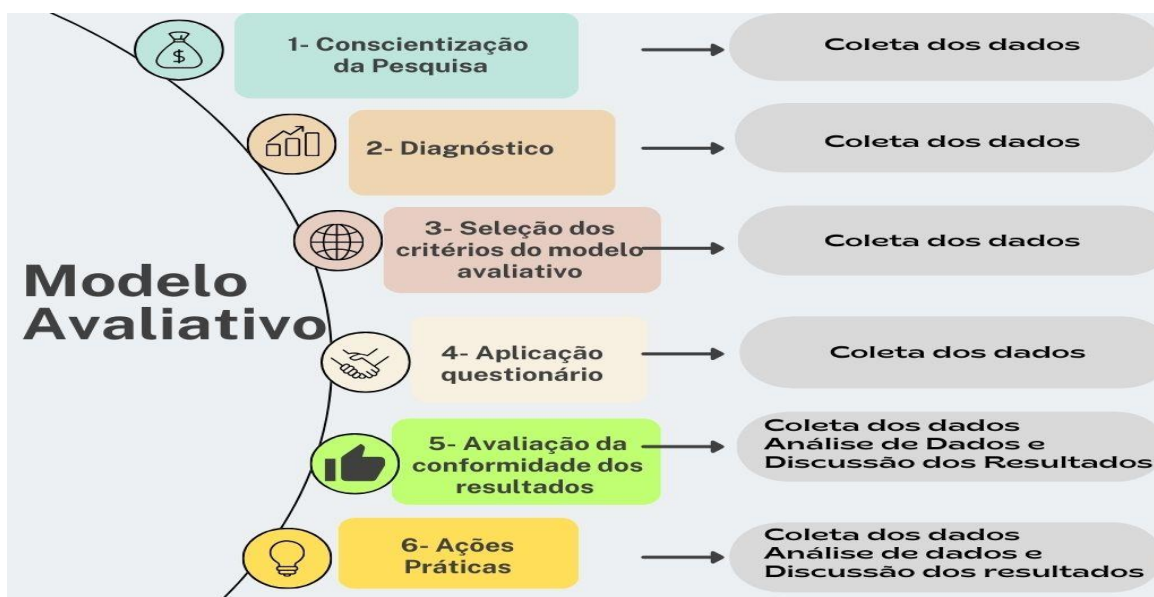 Modelo
Avaliativo
1- Conscientização
da Pesquisa
Coleta dos dados
2- Diagnóstico
Coleta dos dados
3- Seleção dos
critérios do modelo
avaliativo
Coleta dos dados
4- Aplicação
questionário
Coleta dos dados
5- Avaliação da
conformidade dos
resultados
Coleta dos dados
Análise de Dados e
Discussão dos Resultados
6- Ações
Práticas
Coleta dos dados
Análise de dados e
Discussão dos resultados
$